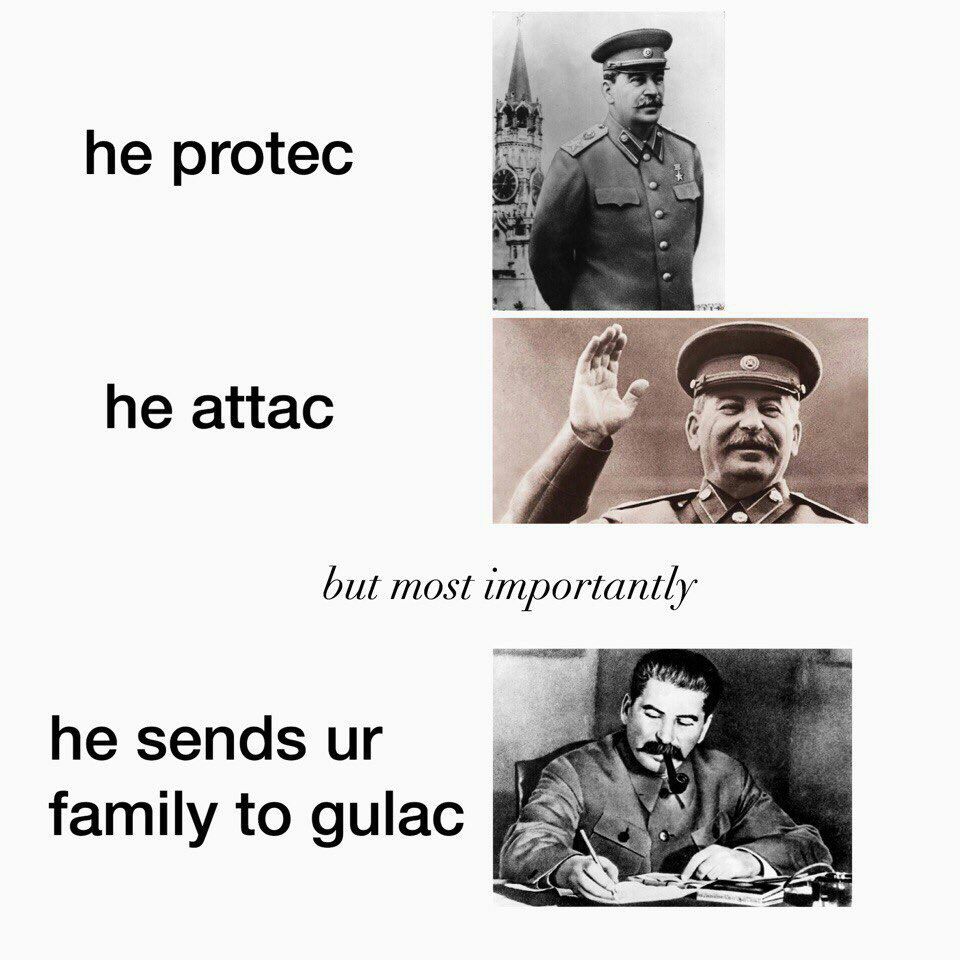 he protec
he attac
but most importantly
he sends ur
family to gulac